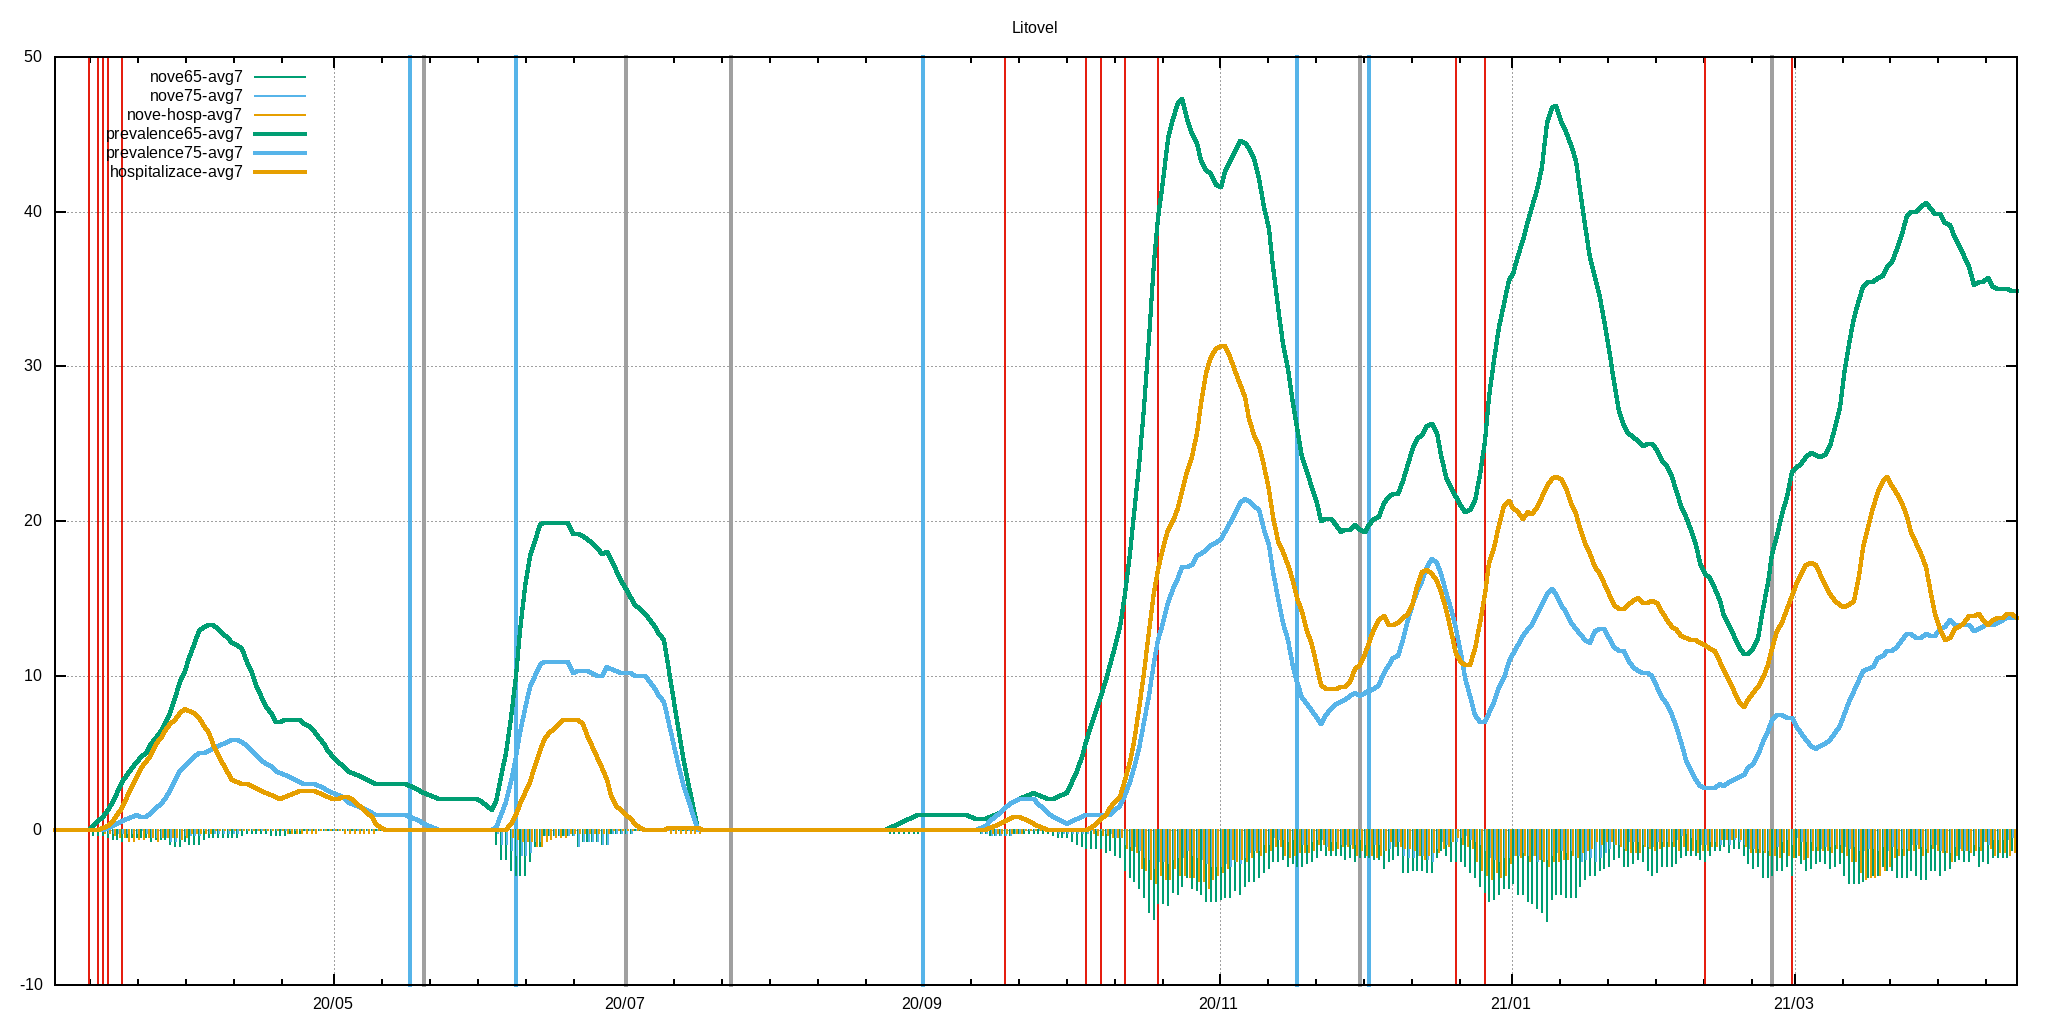 Litovel
50
nove65-avg7
nove75-avg7
nove-hosp-avg7
prevalence65-avg7
prevalence75-avg7
hospitalizace-avg7
40
30
20
10
0
-10
20/05 20/07 20/09 20/11 21/01 21/03